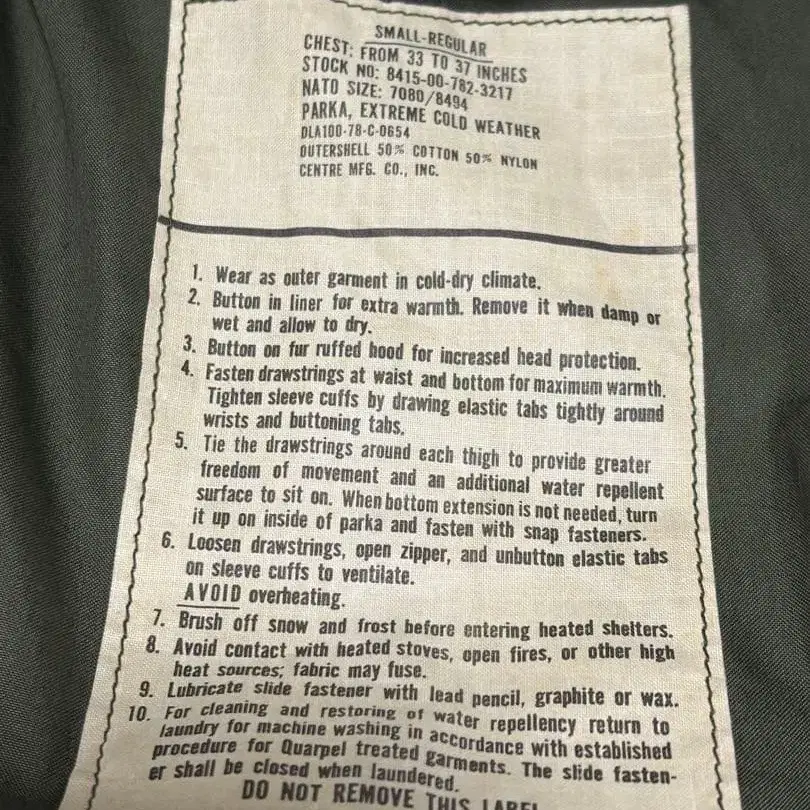 SMALL-REGULAR
CHEST: FROM 33 TO 37 INCHES
STOCK NO: 8415-00-782-3217
NATO SIZE: 7080/8494
PARKA, EXTREME COLD WEATHER
DLA100-78-C-0654
OUTERSHELL 50% COTTON 50% NYLON
CENTRE MFG. CO., INC.
1. Wear as outer garment in cold-dry climate.
2. Button in liner for extra warmth. Remove it when damp or
wet and allow to dry.
3. Button on fur ruffed hood for increased head protection.
4. Fasten drawstrings at waist and bottom for maximum warmth.
Tighten sleeve cuffs by drawing elastic tabs tightly around
wrists and buttoning tabs.
5. Tie the drawstrings around each thigh to provide greater
freedom of movement and an additional water repellent
surface to sit on. When bottom extension is not needed, turn
it up on inside of parka and fasten with snap fasteners.
6. Loosen drawstrings, open zipper, and unbutton elastic tabs
on sleeve cuffs to ventilate.
AVOID overheating.
7. Brush off snow and frost before entering heated shelters.
8. Avoid contact with heated stoves, open fires, or other high
heat sources; fabric may fuse.
9. Lubricate slide fastener with lead pencil, graphite or wax.
10. For cleaning and restoring of water repellency return to
laundry for machine washing in accordance with established
procedure for Quarpel treated garments. The slide fasten-
er shall be closed when laundered.
DO NOT REMOVE THIS LABEL